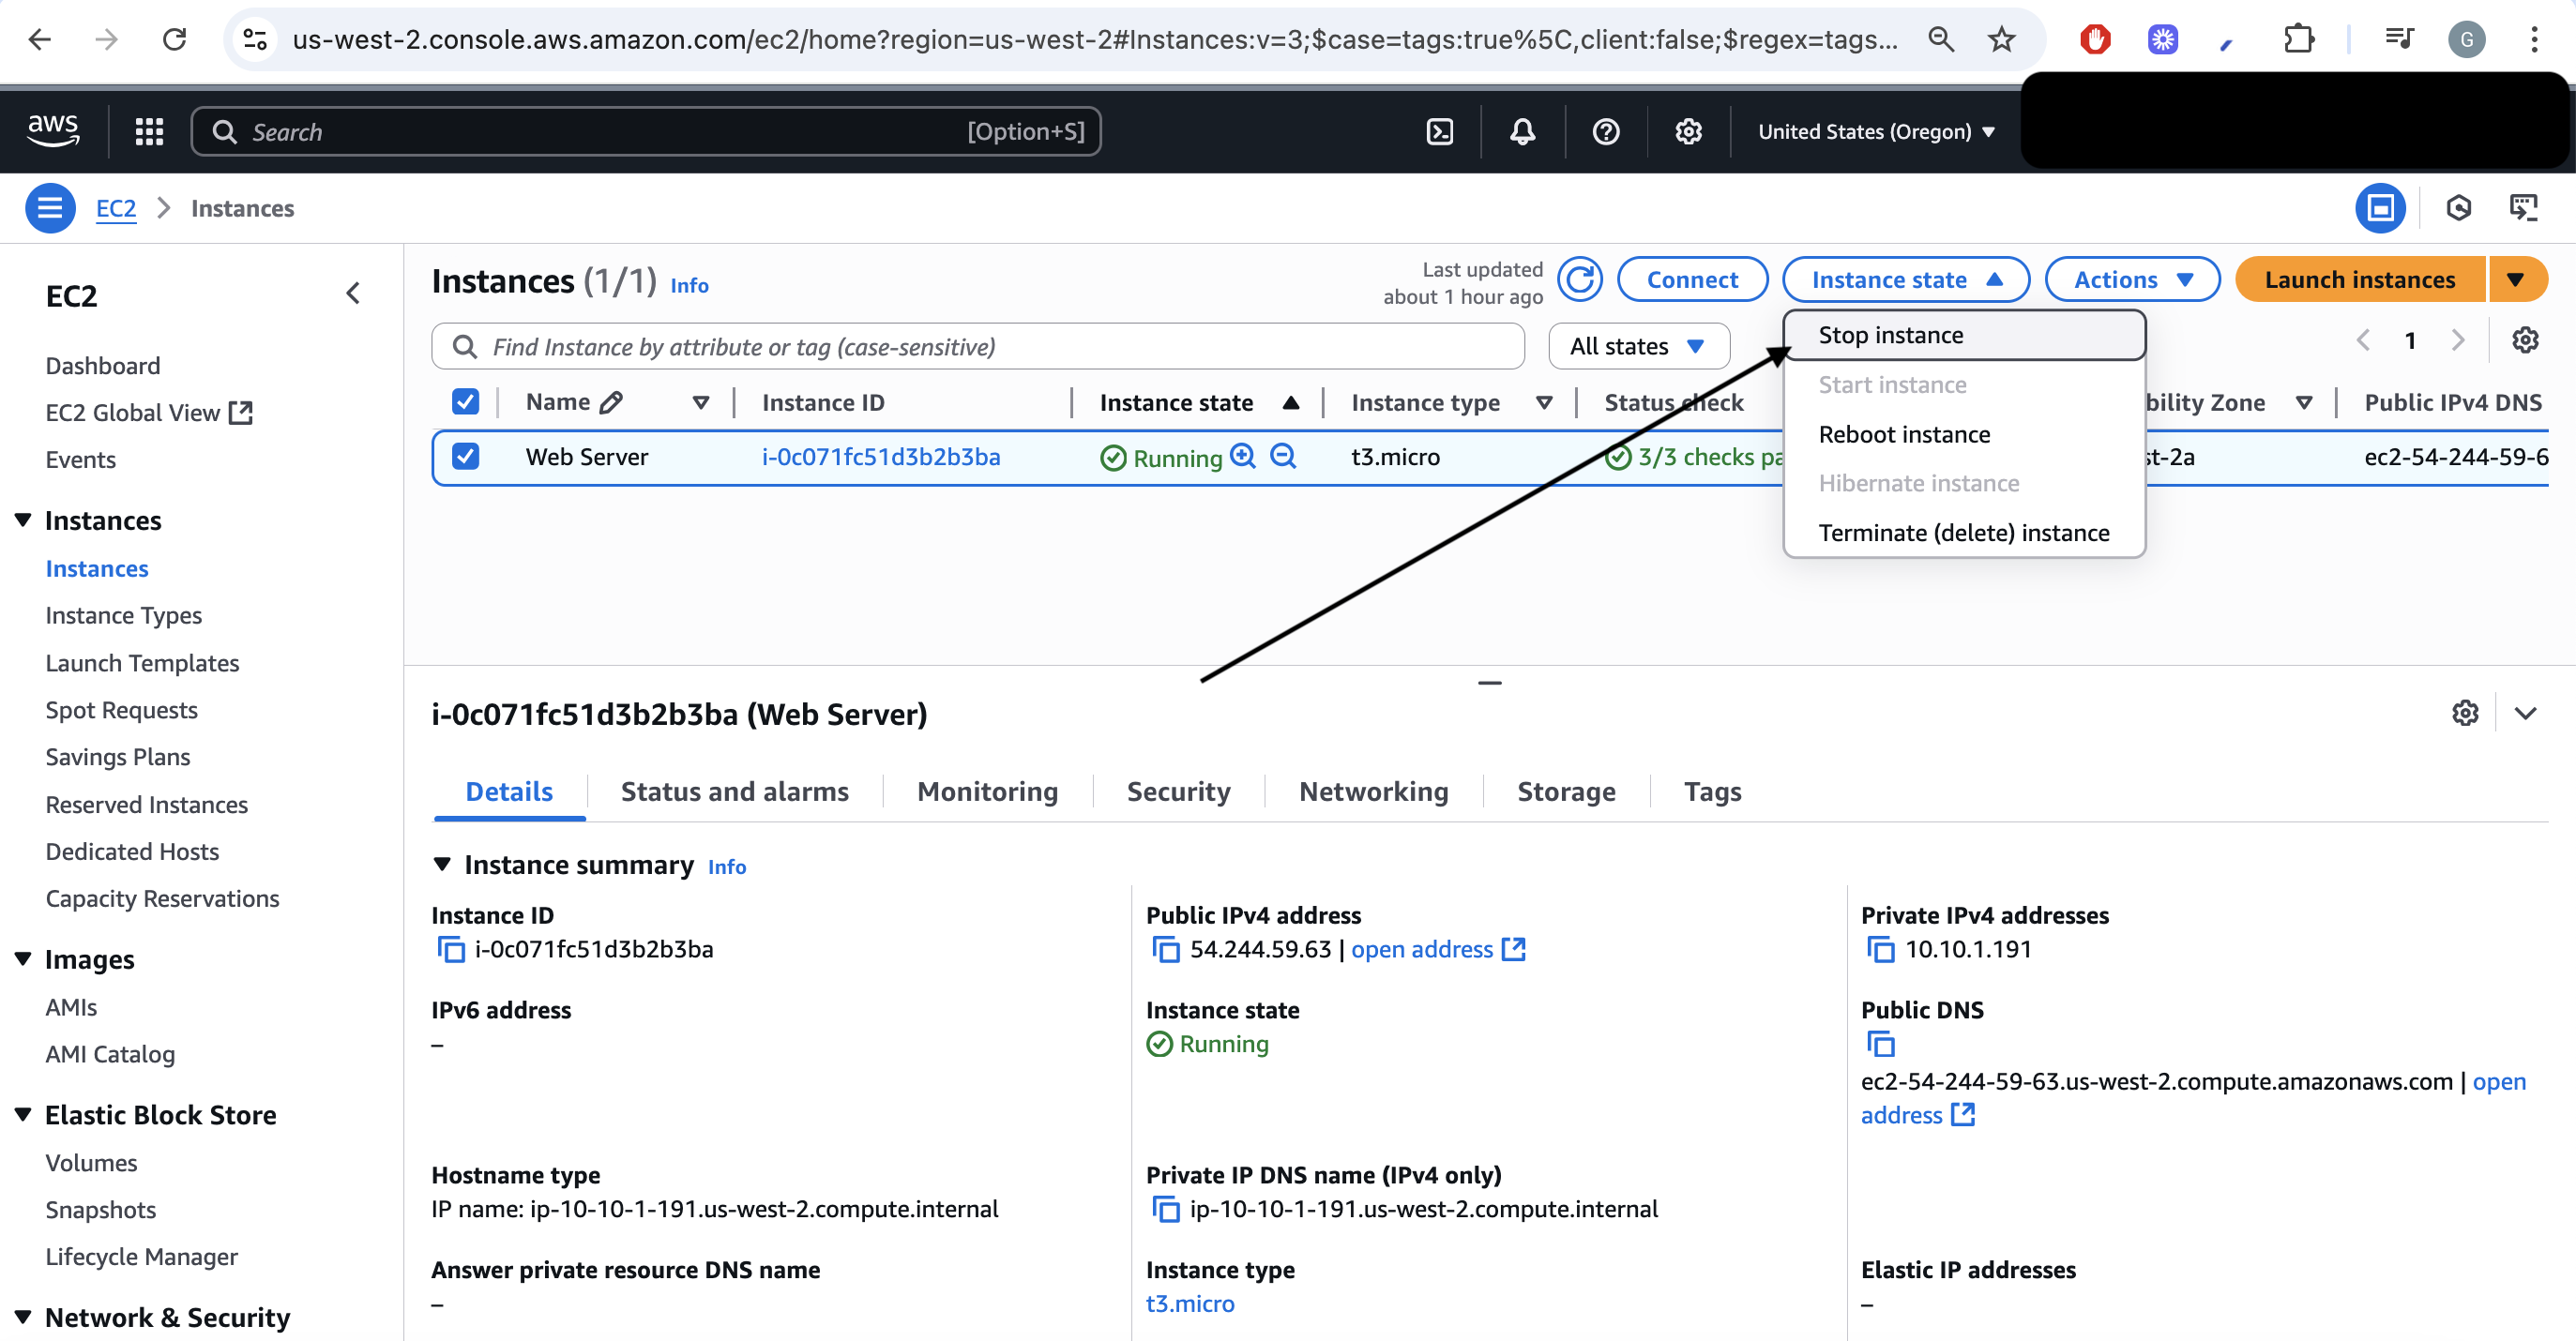 us-west-2.console.aws.amazon.com/ec2/home?region=us-west-2#Instances:v=3;$case=tags:true%5C,client:false;$regex=tags...
G
aws
Search [Option+S]
United States (Oregon)
EC2 Instances
EC2
Dashboard
EC2 Global View
Events
Instances
Instances
Instance Types
Launch Templates
Spot Requests
Savings Plans
Reserved Instances
Dedicated Hosts
Capacity Reservations
Images
AMIs
AMI Catalog
Elastic Block Store
Volumes
Snapshots
Lifecycle Manager
Network & Security
Instances (1/1) Info
Last updated
about 1 hour ago
Connect
Instance state
Actions
Launch instances
Find Instance by attribute or tag (case-sensitive)
All states
1
Stop instance
Start instance
Reboot instance
Hibernate instance
Terminate (delete) instance
Name Instance ID Instance state Instance type Status check bility Zone Public IPv4 DNS
Web Server i-0c071fc51d3b2b3ba Running t3.micro 3/3 checks pa st-2a ec2-54-244-59-6
i-0c071fc51d3b2b3ba (Web Server)
Details Status and alarms Monitoring Security Networking Storage Tags
Instance summary Info
Instance ID
i-0c071fc51d3b2b3ba
Public IPv4 address
54.244.59.63 | open address
Private IPv4 addresses
10.10.1.191
IPv6 address
–
Instance state
Running
Public DNS
ec2-54-244-59-63.us-west-2.compute.amazonaws.com | open
address
Hostname type
IP name: ip-10-10-1-191.us-west-2.compute.internal
Private IP DNS name (IPv4 only)
ip-10-10-1-191.us-west-2.compute.internal
Answer private resource DNS name
–
Instance type
t3.micro
Elastic IP addresses
–